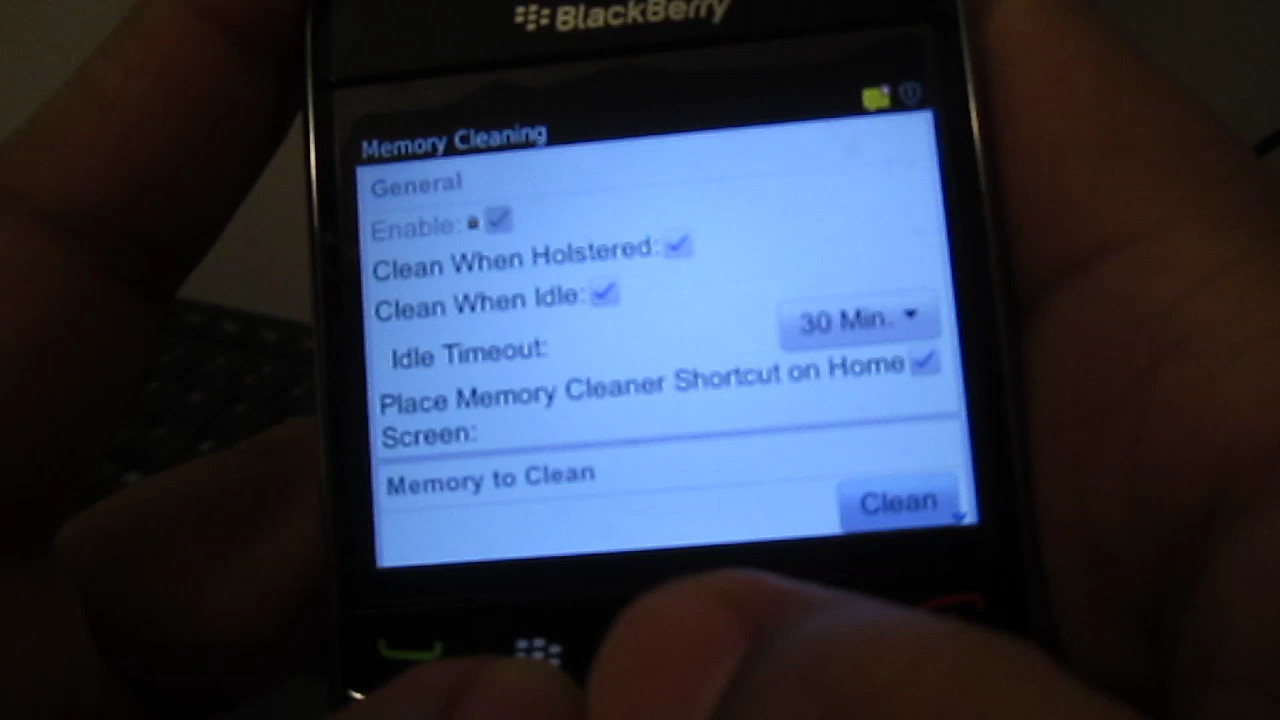 BlackBerry
Memory Cleaning
General
Enable:
Clean When Holstered:
Clean When Idle:
Idle Timeout:
30 Min.
Place Memory Cleaner Shortcut on Home
Screen:
Memory to Clean
Clean